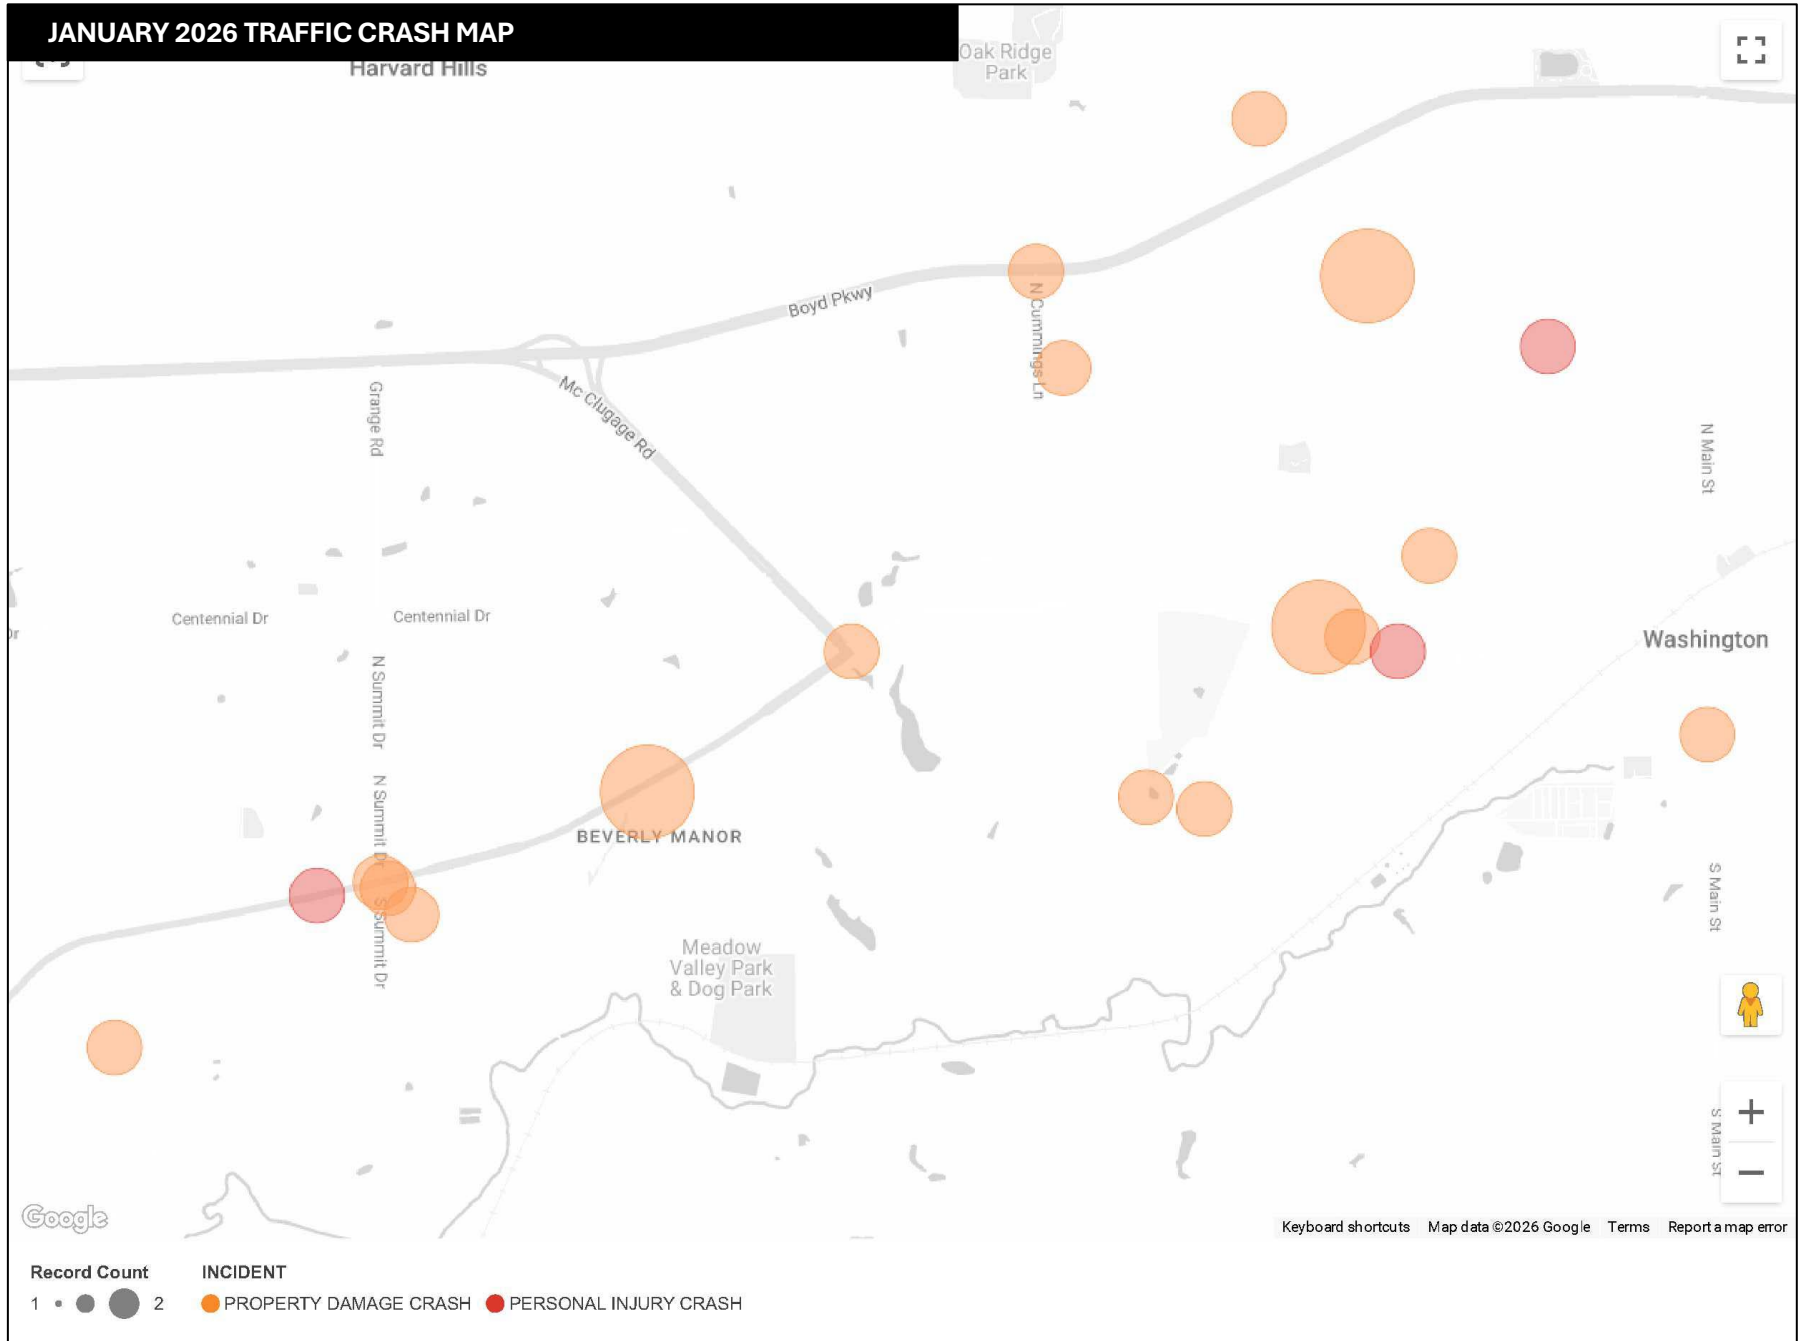 JANUARY 2026 TRAFFIC CRASH MAP
Harvard Hills
Oak Ridge
Park
Boyd Pkwy
N Cummings Ln
Mc Clugage Rd
Grange Rd
N Main St
Centennial Dr
Centennial Dr
Dr
Washington
N Summit Dr
N Summit Dr
BEVERLY MANOR
S Summit Dr
S Main St
Meadow
Valley Park
& Dog Park
S Main St
Google
Keyboard shortcuts Map data ©2026 Google Terms Report a map error
Record Count INCIDENT
1 2 PROPERTY DAMAGE CRASH PERSONAL INJURY CRASH